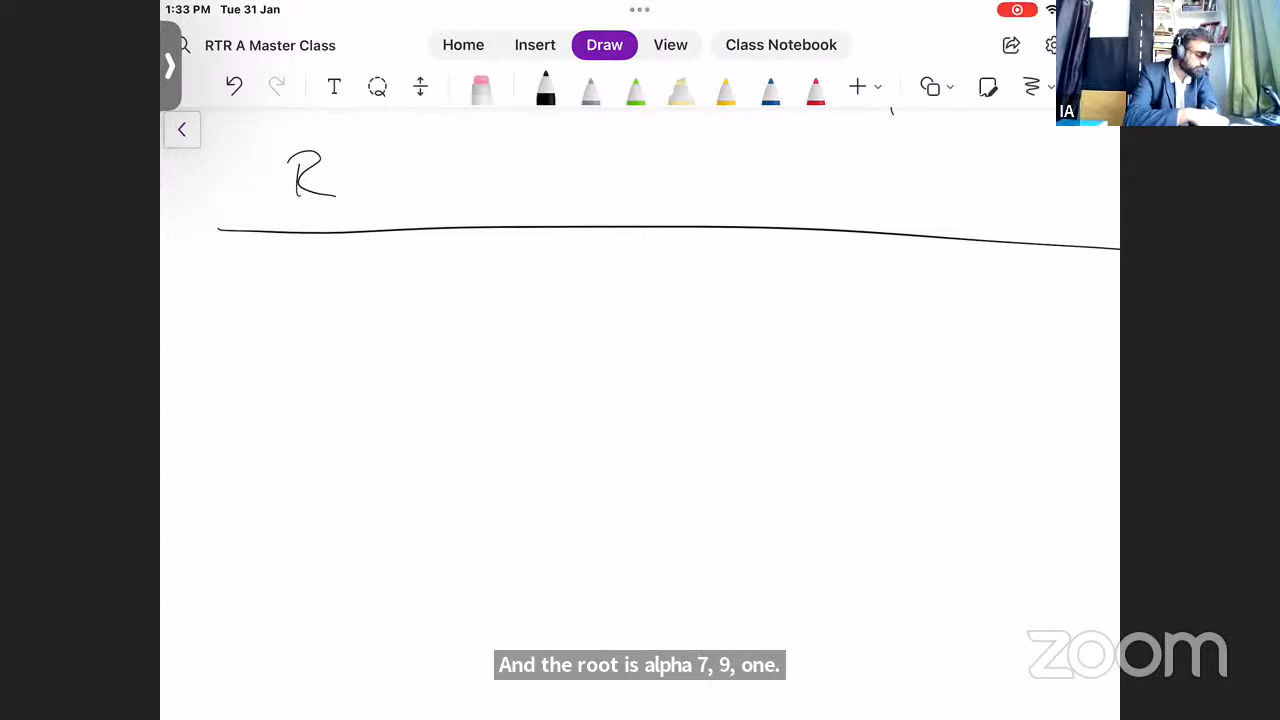 1:33 PM Tue 31 Jan
RTR A Master Class
Home Insert Draw View Class Notebook
T
IA
R
And the root is alpha 7, 9, one.
zoom